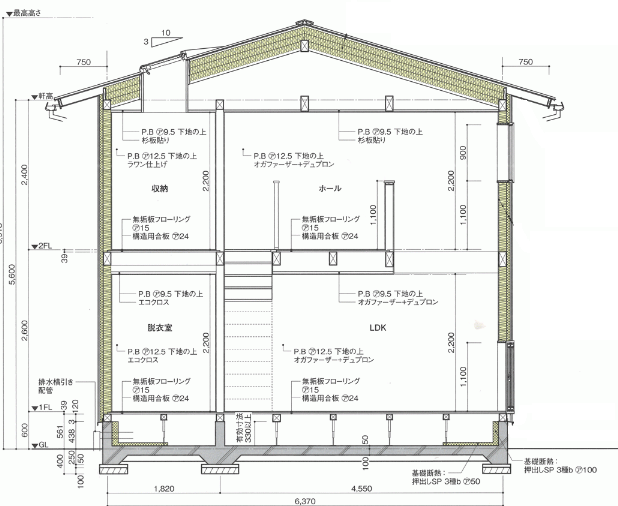 最高高さ
10
3
750
750
軒高
P.B ㋐9.5 下地の上
杉板貼り
P.B ㋐9.5 下地の上
杉板貼り
P.B ㋐12.5 下地の上
ラワン仕上げ
P.B ㋐12.5 下地の上
オガファーザー+デュプロン
900
2,400
収納
2,200
ホール
2,200
1,100
1,100
無垢板フローリング
㋐15
構造用合板 ㋐24
無垢板フローリング
㋐15
構造用合板 ㋐24
5,600
2FL
39
P.B ㋐9.5 下地の上
エコクロス
P.B ㋐9.5 下地の上
オガファーザー+デュプロン
2,600
脱衣室
2,200
LDK
2,200
P.B ㋐12.5 下地の上
エコクロス
P.B ㋐12.5 下地の上
オガファーザー+デュプロン
1,100
排水横引き
配管
無垢板フローリング
㋐15
構造用合板 ㋐24
無垢板フローリング
㋐15
構造用合板 ㋐24
1FL
39
120
3
600
561
438
330以上
50
GL
400
250
50
100
100
基礎断熱：
押出しSP 3種b ㋐50
基礎断熱：
押出しSP 3種b ㋐100
1,820
4,550
6,370